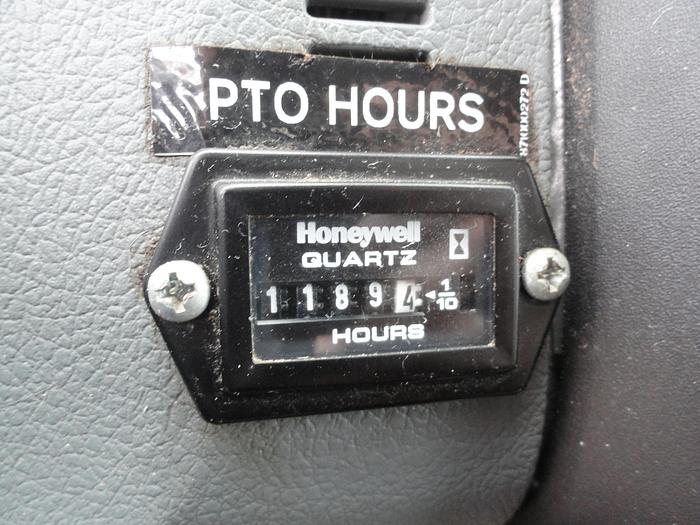 PTO HOURS
87000272 D
Honeywell
QUARTZ
1 1 8 9 4 ◄ 1/10
HOURS